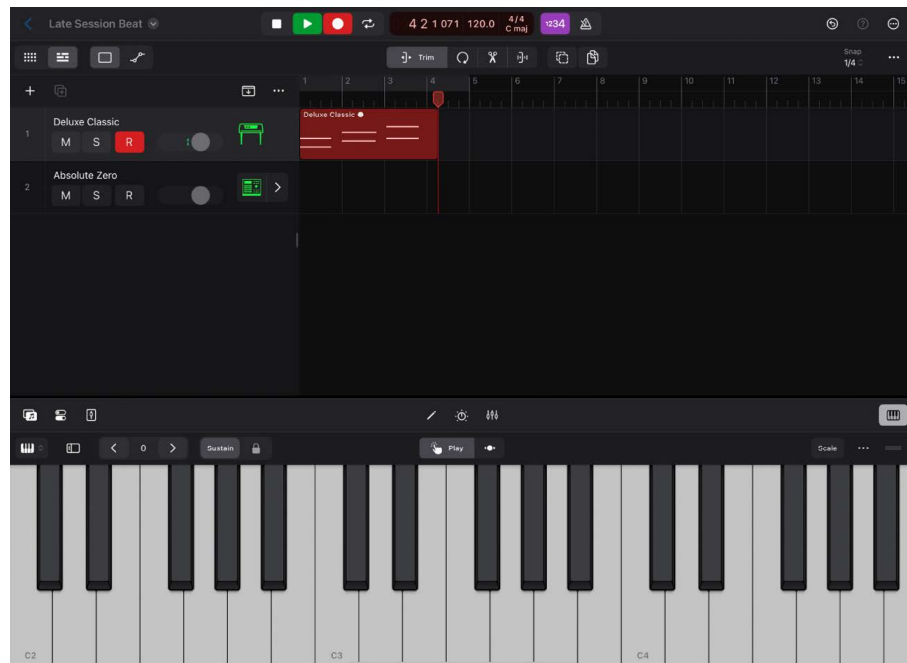 Late Session Beat
4 2 1 071 120.0 4/4 C maj
1234
Trim
Snap
1/4
1 2 3 4 5 6 7 8 9 10 11 12 13 14 15
1
Deluxe Classic
M S R
Deluxe Classic
2
Absolute Zero
M S R
0
Sustain
Play
Scale
C2 C3 C4